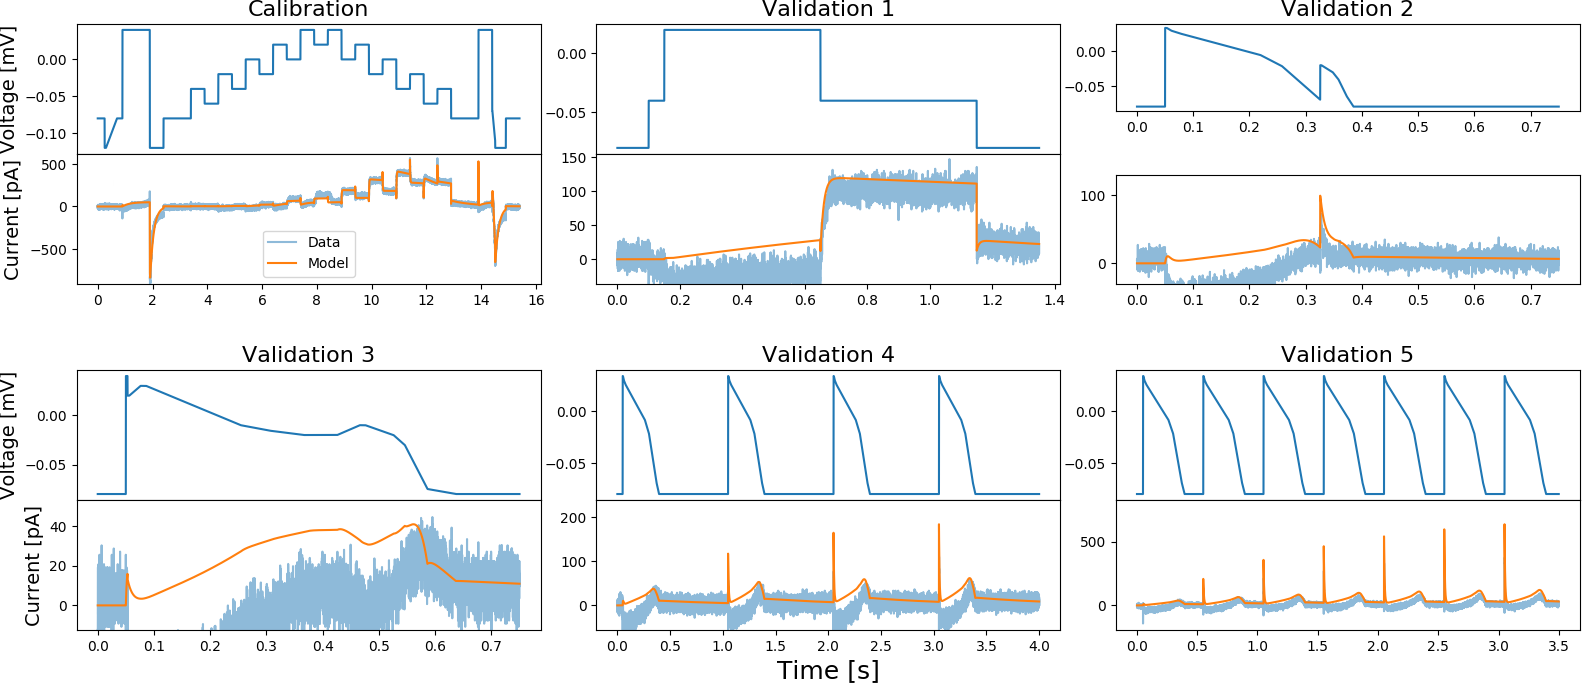 Calibration
Validation 1
Validation 2
Voltage [mV]
0.00
−0.05
−0.10
0.00
−0.05
0.00
−0.05
0.0 0.1 0.2 0.3 0.4 0.5 0.6 0.7
Current [pA]
500
0
−500
Data
Model
0 2 4 6 8 10 12 14 16
150
100
50
0
0.0 0.2 0.4 0.6 0.8 1.0 1.2 1.4
100
0
0.0 0.1 0.2 0.3 0.4 0.5 0.6 0.7
Validation 3
Validation 4
Validation 5
Voltage [mV]
0.00
−0.05
0.00
−0.05
0.00
−0.05
Current [pA]
40
20
0
0.0 0.1 0.2 0.3 0.4 0.5 0.6 0.7
200
100
0
0.0 0.5 1.0 1.5 2.0 2.5 3.0 3.5 4.0
500
0
0.0 0.5 1.0 1.5 2.0 2.5 3.0 3.5
Time [s]